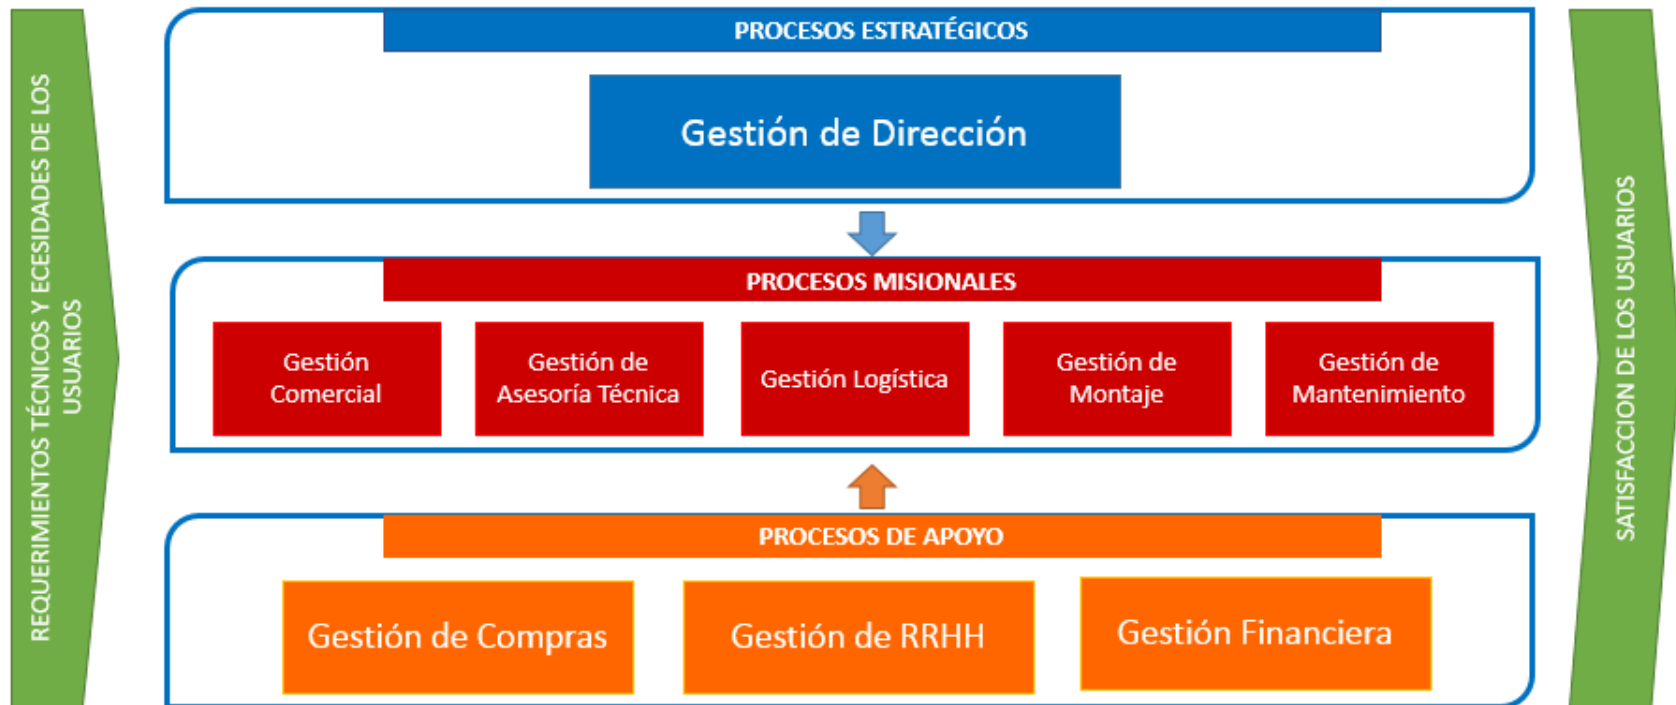 REQUERIMIENTOS TÉCNICOS Y ECESIDADES DE LOS
USUARIOS
PROCESOS ESTRATÉGICOS
Gestión de Dirección
PROCESOS MISIONALES
Gestión
Comercial
Gestión de
Asesoría Técnica
Gestión Logística
Gestión de
Montaje
Gestión de
Mantenimiento
PROCESOS DE APOYO
Gestión de Compras
Gestión de RRHH
Gestión Financiera
SATISFACCION DE LOS USUARIOS